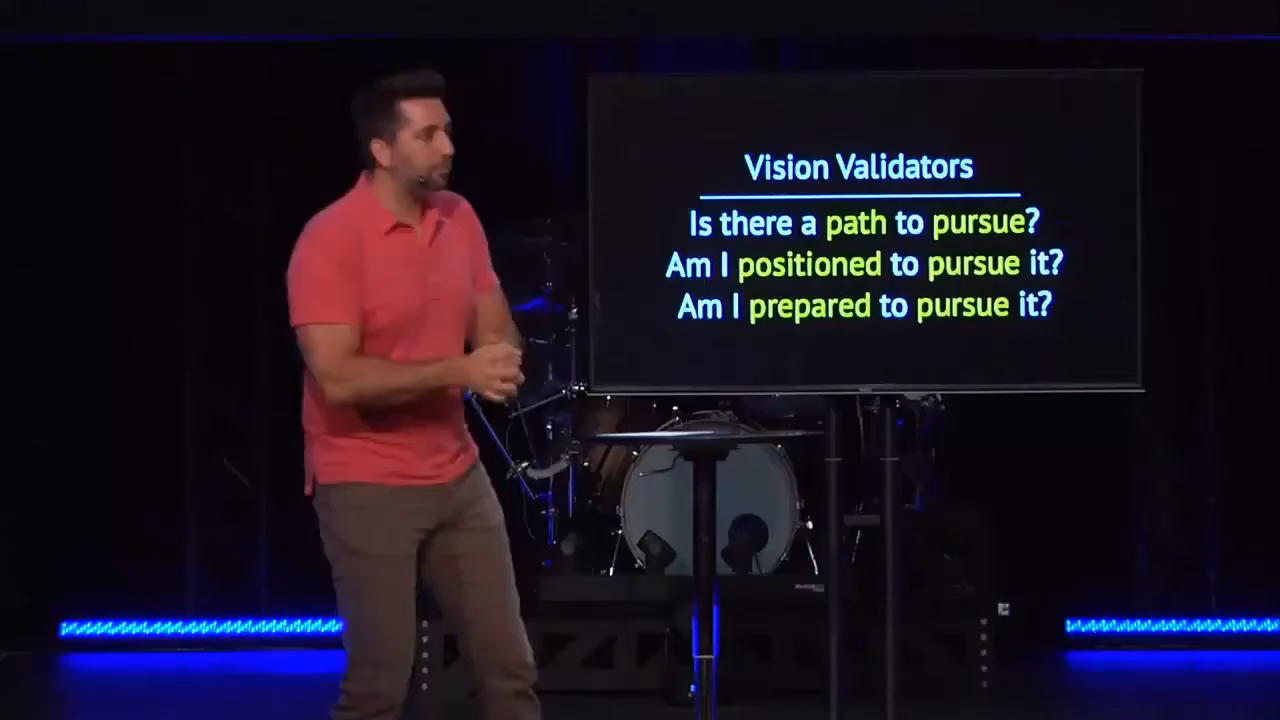 Vision Validators
Is there a path to pursue?
Am I positioned to pursue it?
Am I prepared to pursue it?